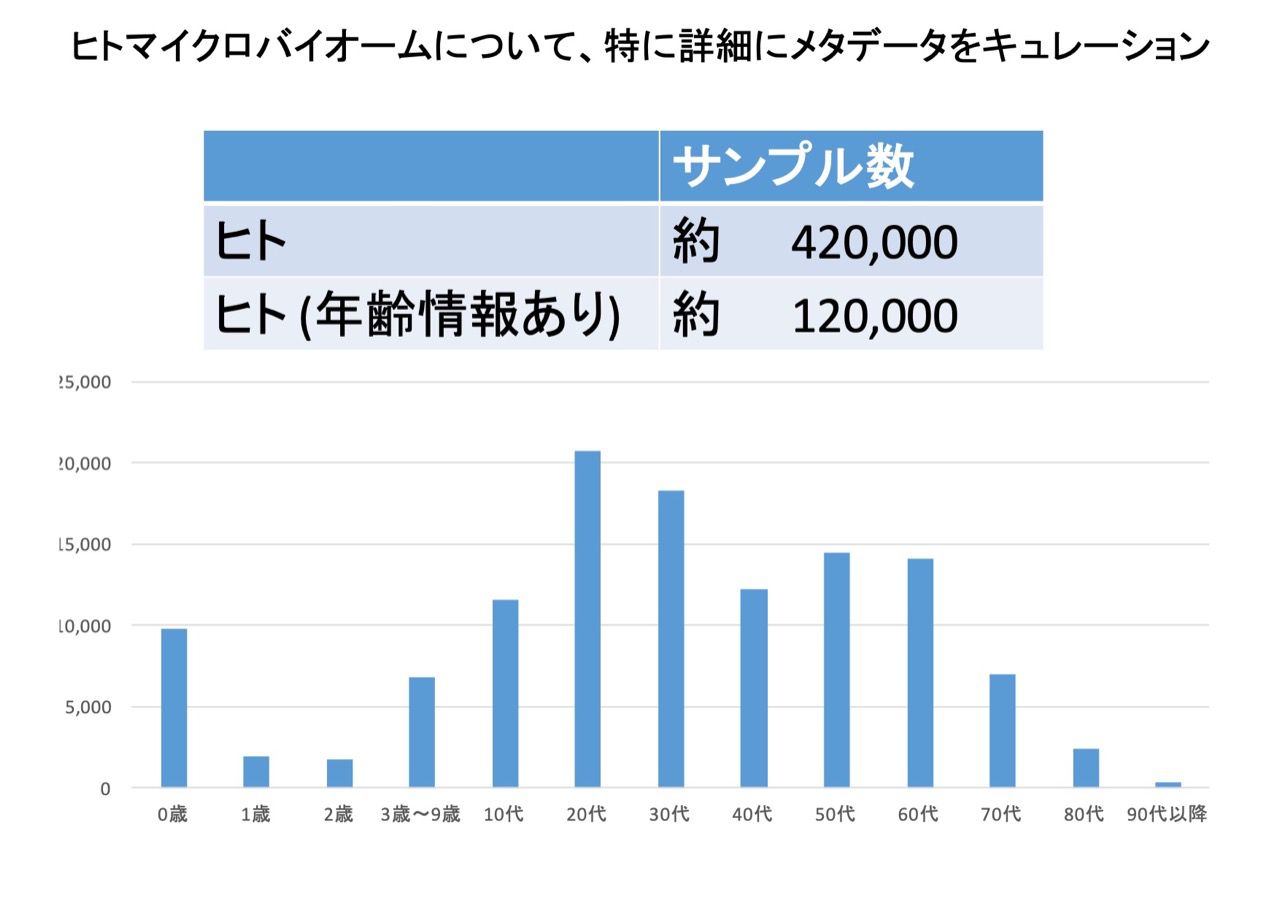 ヒトマイクロバイオームについて、特に詳細にメタデータをキュレーション
サンプル数
ヒト 約 420,000
ヒト (年齢情報あり) 約 120,000
25,000
20,000
15,000
10,000
5,000
0
0歳 1歳 2歳 3歳〜9歳 10代 20代 30代 40代 50代 60代 70代 80代 90代以降